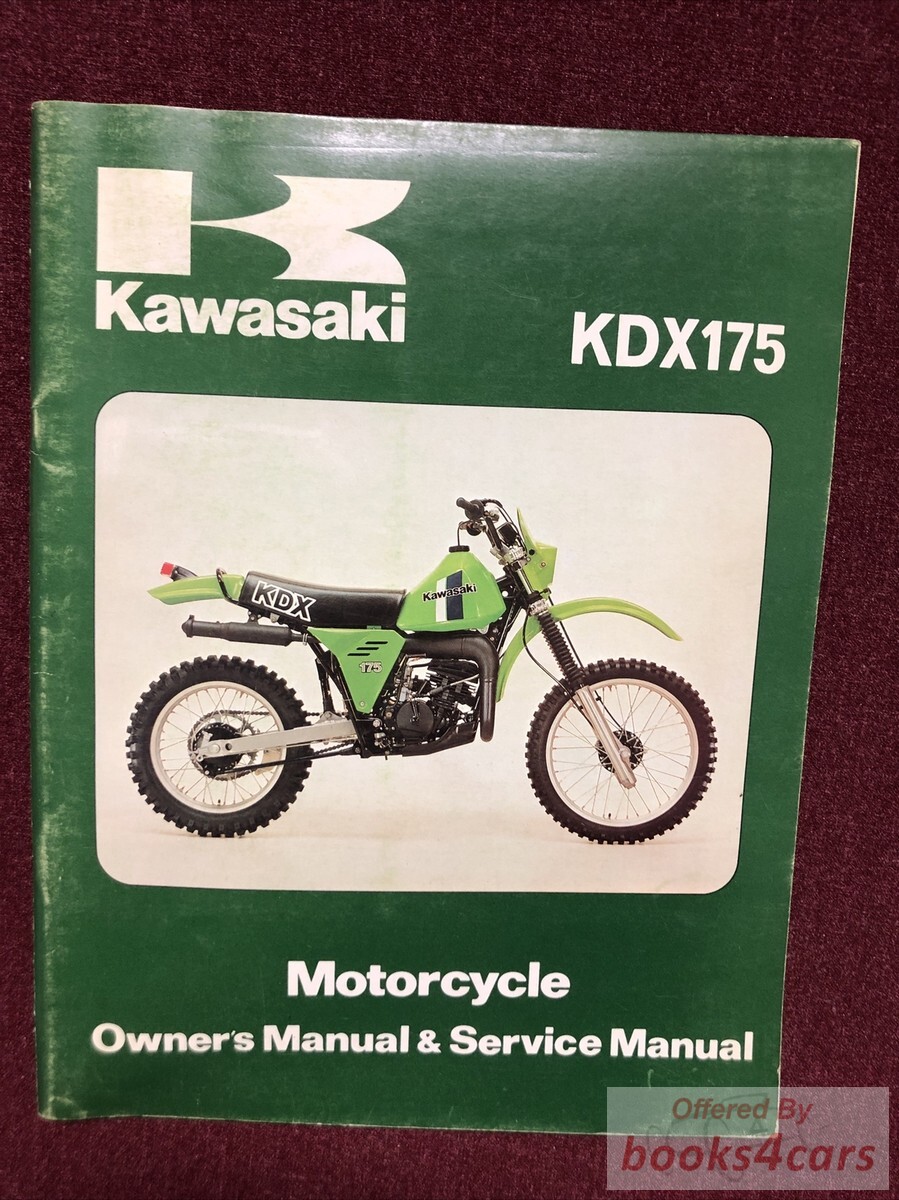 Kawasaki
KDX175
KDX
Kawasaki
175
Motorcycle
Owner's Manual & Service Manual
Offered By
books4cars